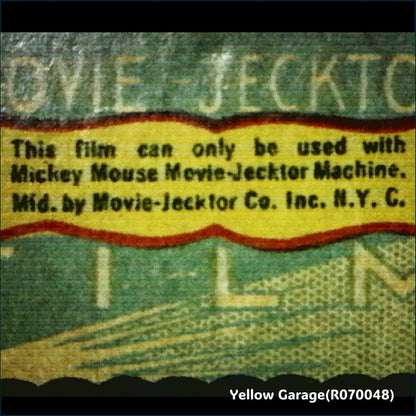 OVIE-JECKTO
This film can only be used with
Mickey Mouse Movie-Jecktor Machine.
Mfd. by Movie-Jecktor Co. Inc. N.Y.C.
ILM
Yellow Garage(R070048)